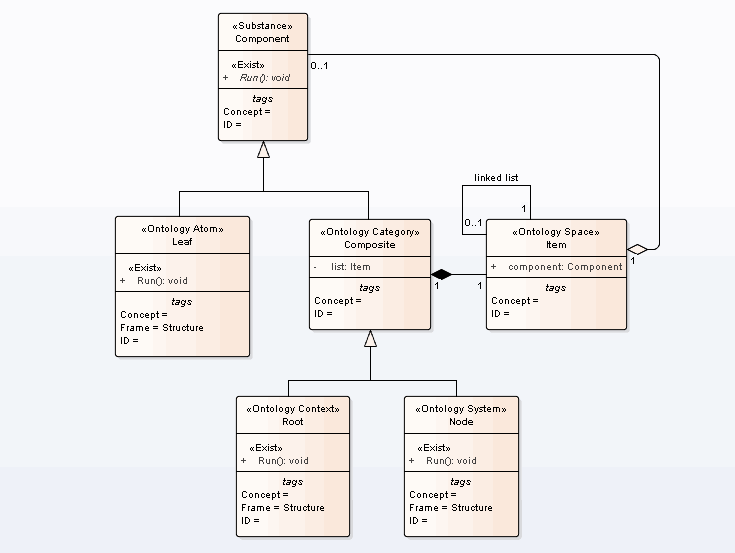 «Substance»
Component
«Exist»
+ Run(): void
tags
Concept =
ID =
0..1
linked list
0..1
1
«Ontology Atom»
Leaf
«Exist»
+ Run(): void
tags
Concept =
Frame = Structure
ID =
«Ontology Category»
Composite
- list: Item
tags
Concept =
ID =
1
1
«Ontology Space»
Item
+ component: Component
tags
Concept =
ID =
1
«Ontology Context»
Root
«Exist»
+ Run(): void
tags
Concept =
Frame = Structure
ID =
«Ontology System»
Node
«Exist»
+ Run(): void
tags
Concept =
Frame = Structure
ID =